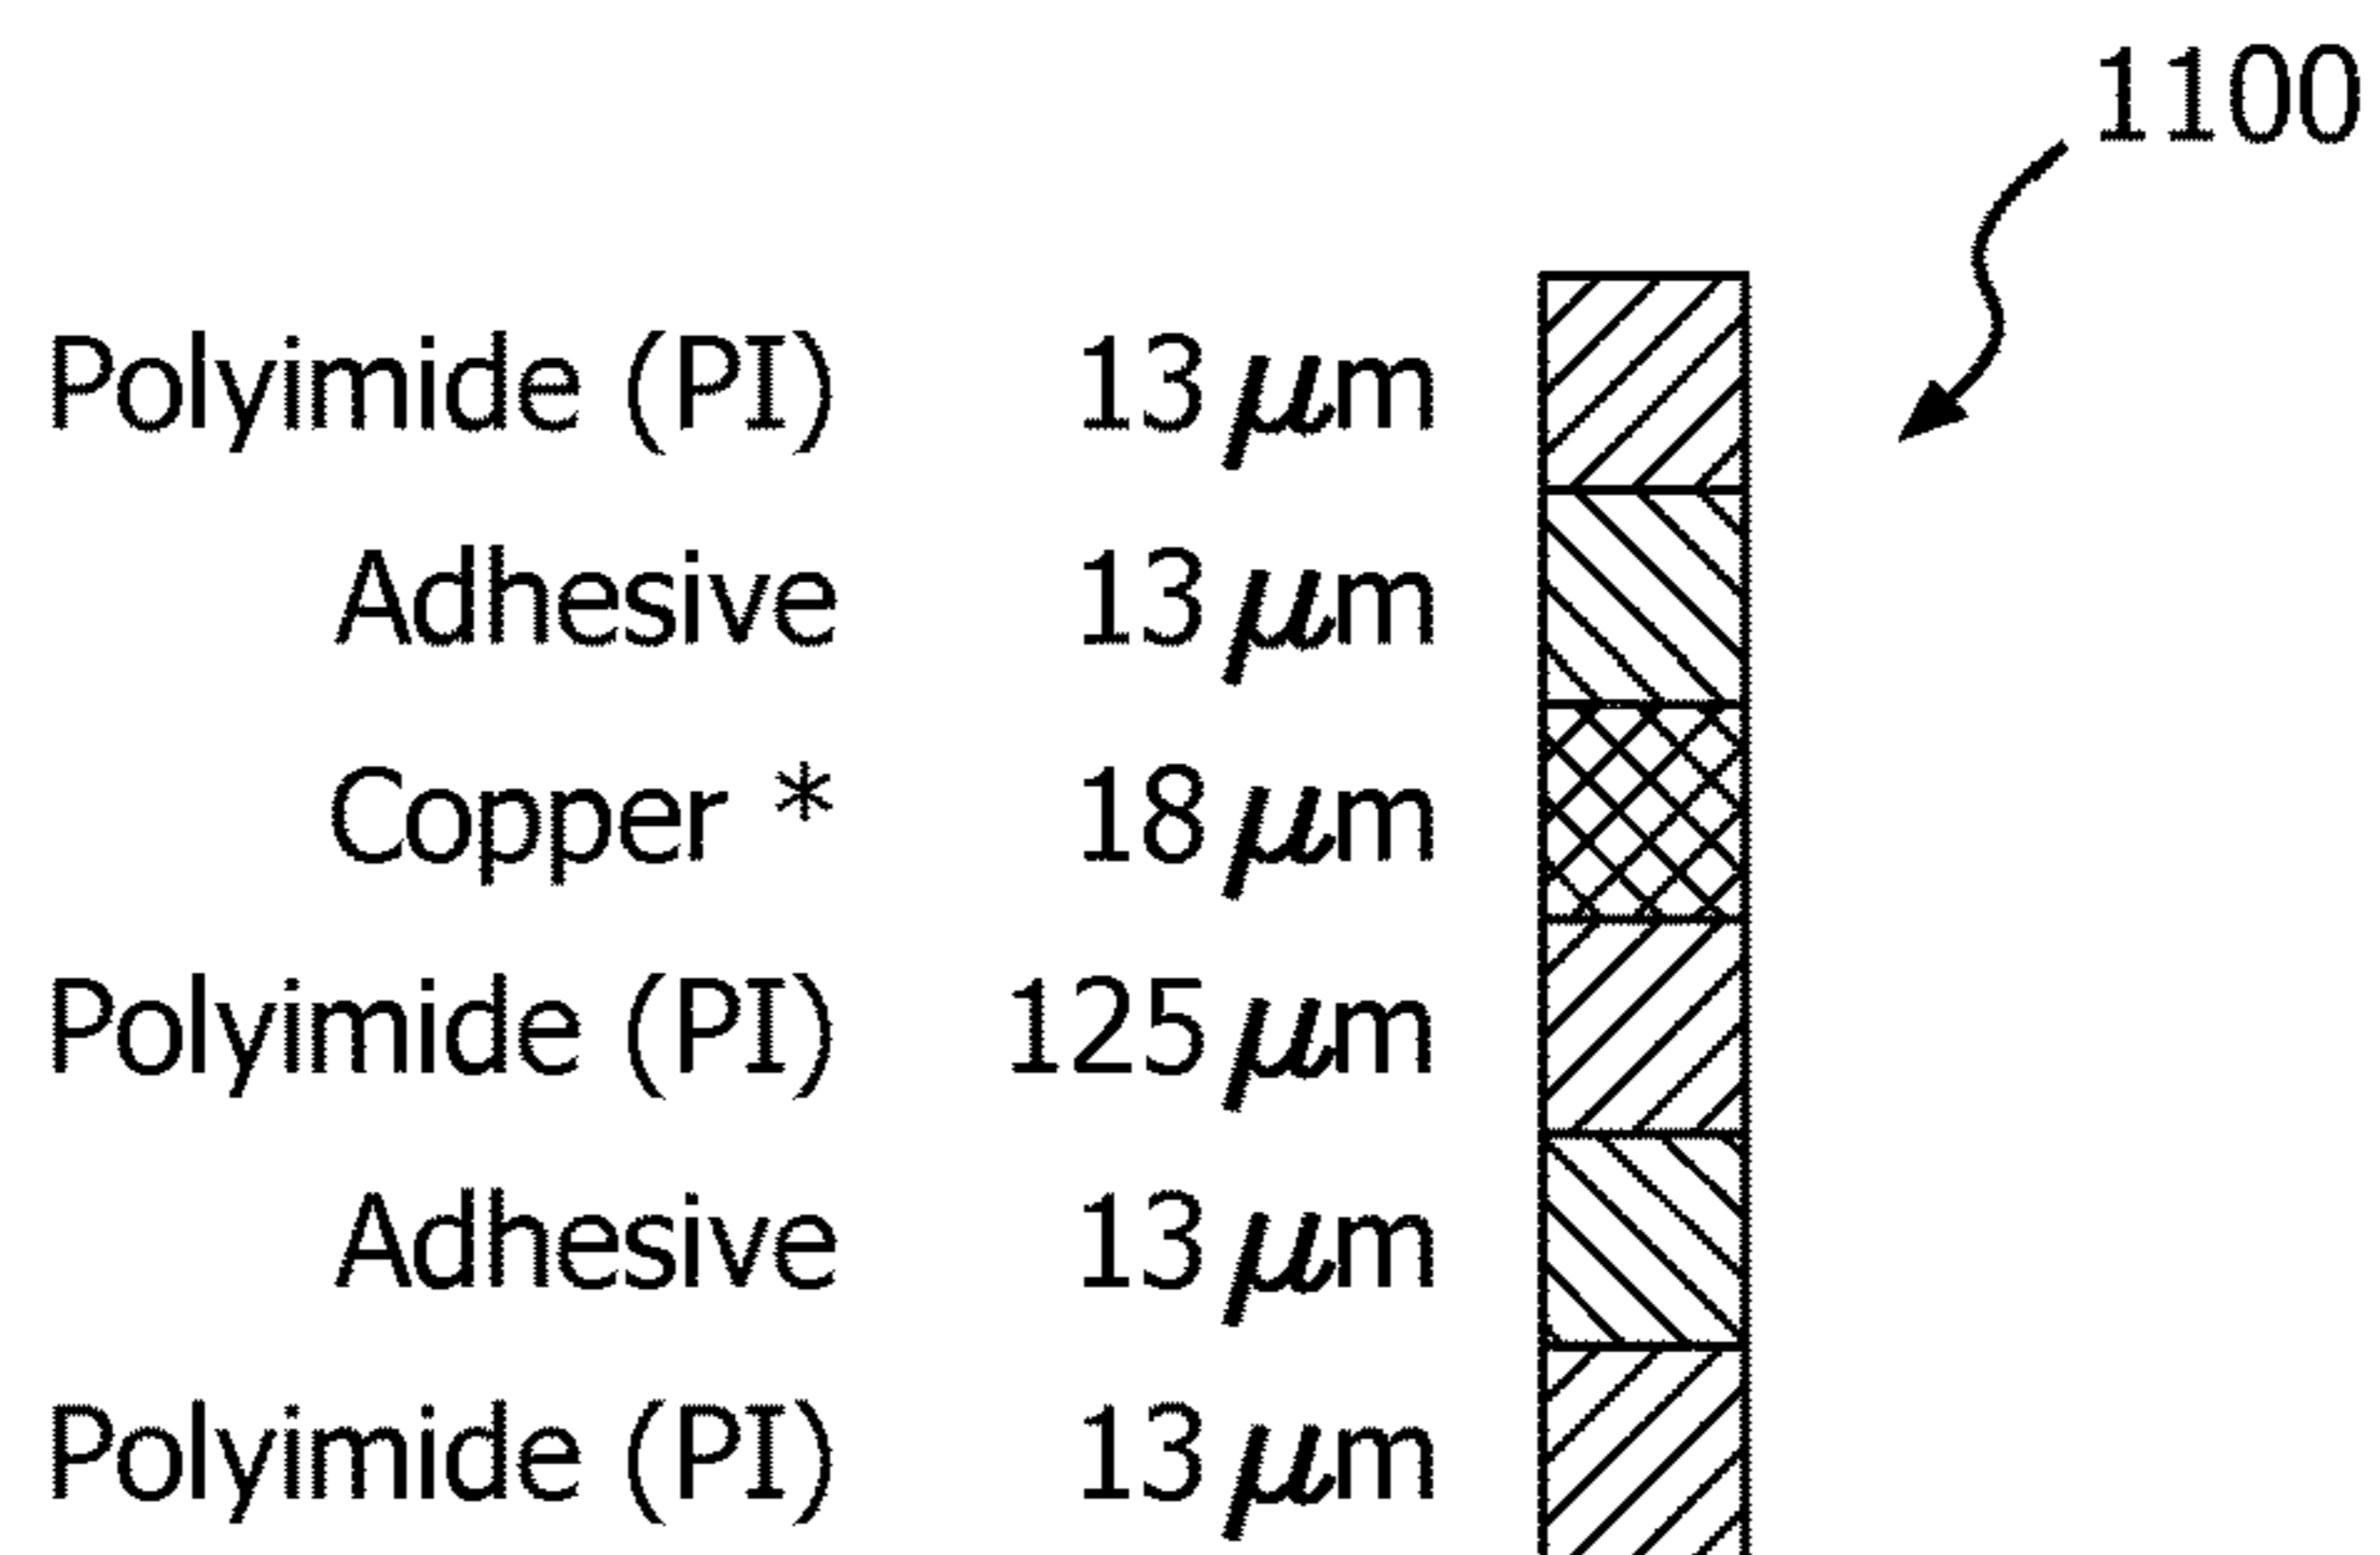 1100
Polyimide (PI) 13 μm
Adhesive 13 μm
Copper * 18 μm
Polyimide (PI) 125 μm
Adhesive 13 μm
Polyimide (PI) 13 μm